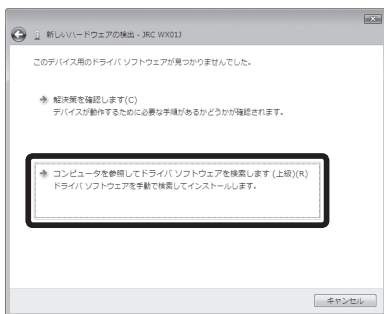 新しいハードウェアの検出 - JRC WX01J
このデバイス用のドライバ ソフトウェアが見つかりませんでした。
解決策を確認します(C)
デバイスが動作するために必要な手順があるかどうかが確認されます。
コンピュータを参照してドライバ ソフトウェアを検索します (上級)(R)
ドライバ ソフトウェアを手動で検索してインストールします。
キャンセル